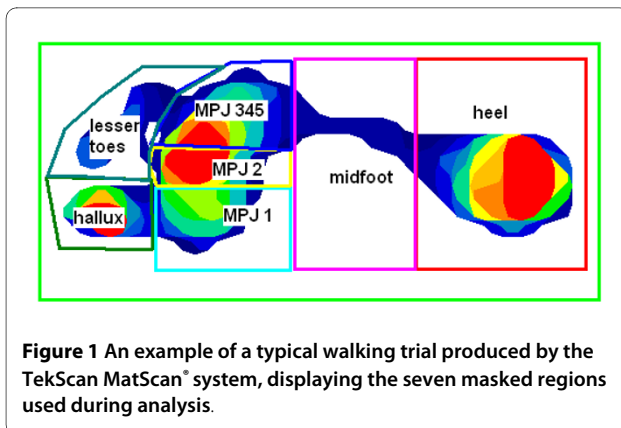 MPJ 345
lesser
toes
heel
MPJ 2
midfoot
hallux
MPJ 1
Figure 1 An example of a typical walking trial produced by the
TekScan MatScan® system, displaying the seven masked regions
used during analysis.